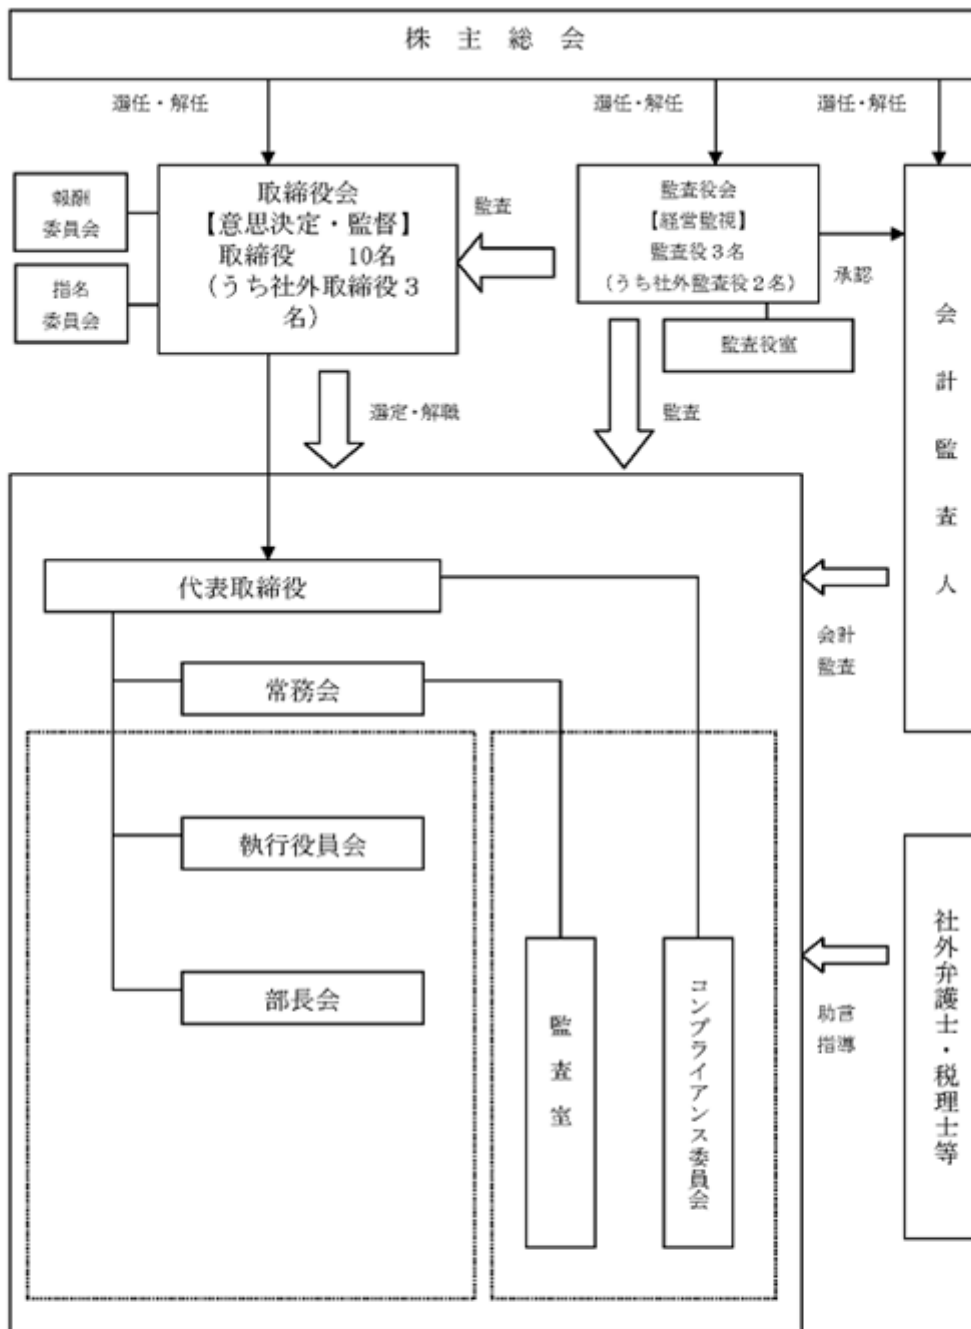 株主総会
選任・解任
選任・解任
選任・解任
報酬
委員会
指名
委員会
取締役会
【意思決定・監督】
取締役　　10名
（うち社外取締役３
名）
監査
監査役会
【経営監視】
監査役３名
（うち社外監査役２名）
承認
監査役室
会計監査人
選定・解職
監査
代表取締役
会計
監査
常務会
執行役員会
部長会
監査室
コンプライアンス委員会
助言
指導
社外弁護士・税理士等